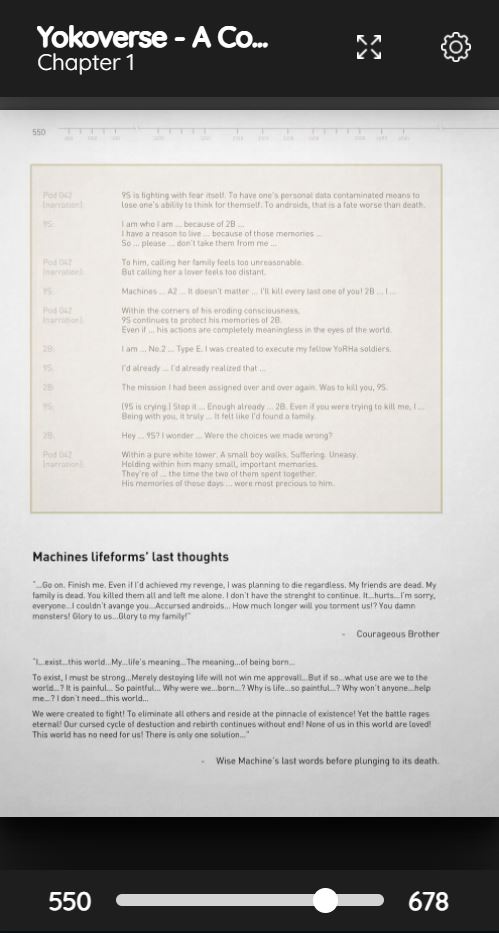 Yokoverse - A Co...
Chapter 1
550
Pod 042
[narration]:
9S is fighting with fear itself. To have one's personal data contaminated means to
lose one's ability to think for themself. To androids, that is a fate worse than death.
9S:
I am who I am ... because of 2B ...
I have a reason to live ... because of those memories ...
So ... please ... don't take them from me ...
Pod 042
[narration]:
To him, calling her family feels too unreasonable.
But calling her a lover feels too distant.
9S:
Machines ... A2 ... It doesn't matter ... I'll kill every last one of you! 2B ... I ...
Pod 042
[narration]:
Within the corners of his eroding consciousness,
9S continues to protect his memories of 2B.
Even if ... his actions are completely meaningless in the eyes of the world.
2B:
I am ... No.2 ... Type E. I was created to execute my fellow YoRHa soldiers.
9S:
I'd already ... I'd already realized that ...
2B:
The mission I had been assigned over and over again. Was to kill you, 9S.
9S:
(9S is crying.) Stop it ... Enough already ... 2B. Even if you were trying to kill me, I ...
Being with you, it truly ... It felt like I'd found a family.
2B:
Hey ... 9S? I wonder ... Were the choices we made wrong?
Pod 042
[narration]:
Within a pure white tower. A small boy walks. Suffering. Uneasy.
Holding within him many small, important memories.
They're of ... the time the two of them spent together.
His memories of those days ... were most precious to him.
Machines lifeforms' last thoughts
"...Go on. Finish me. Even if I'd achieved my revenge, I was planning to die regardless. My friends are dead. My
family is dead. You killed them all and left me alone. I don't have the strenght to continue. It...hurts...I'm sorry,
everyone...I couldn't avange you...Accursed androids... How much longer will you torment us!? You damn
monsters! Glory to us...Glory to my family!"
- Courageous Brother
"I...exist...this world...My...life's meaning...The meaning...of being born...
To exist, I must be strong...Merely destoying life will not win me approvall...But if so...what use are we to the
world...? It is painful... So painful...? Why were we...born...? Why is life...so painful...? Why won't anyone...help
me...? I don't need...this world...
We were created to fight! To eliminate all others and reside at the pinnacle of existence! Yet the battle rages
eternal! Our cursed cycle of destuction and rebirth continues without end! None of us in this world are loved!
This world has no need for us! There is only one solution..."
- Wise Machine's last words before plunging to its death.
550
678